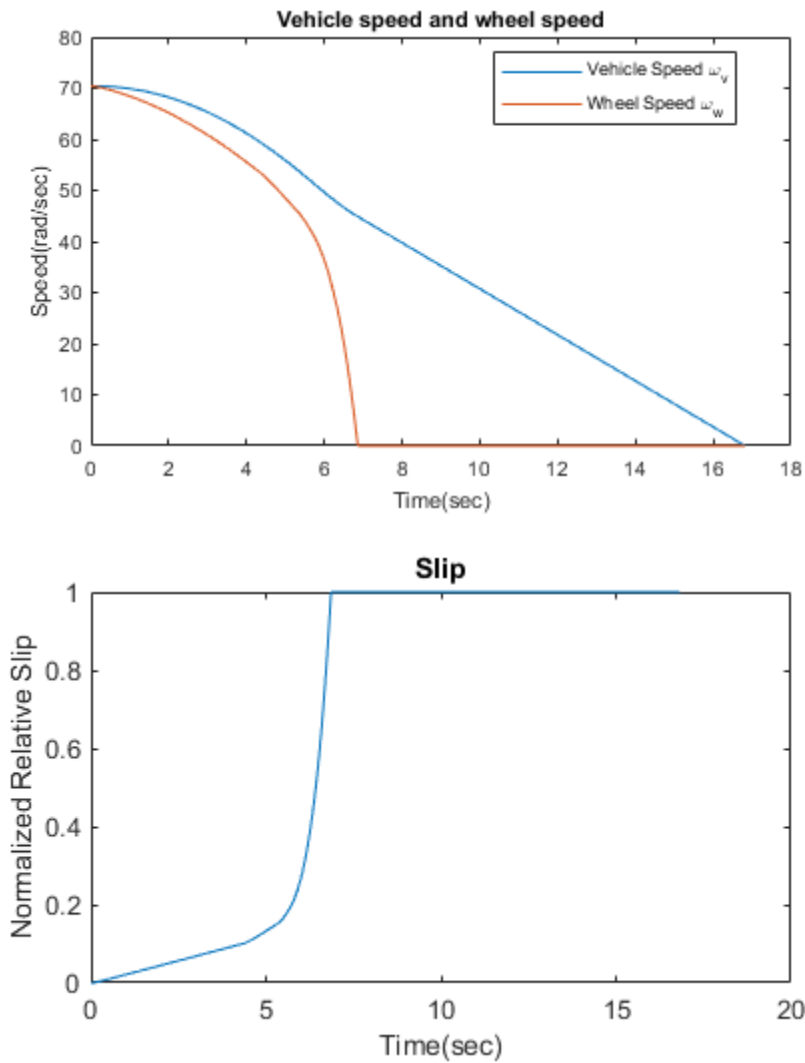 Vehicle speed and wheel speed
80
70
60
50
40
30
20
10
0
Speed(rad/sec)
Vehicle Speed ω_v
Wheel Speed ω_w
0 2 4 6 8 10 12 14 16 18
Time(sec)
Slip
1
0.8
0.6
0.4
0.2
0
Normalized Relative Slip
0 5 10 15 20
Time(sec)